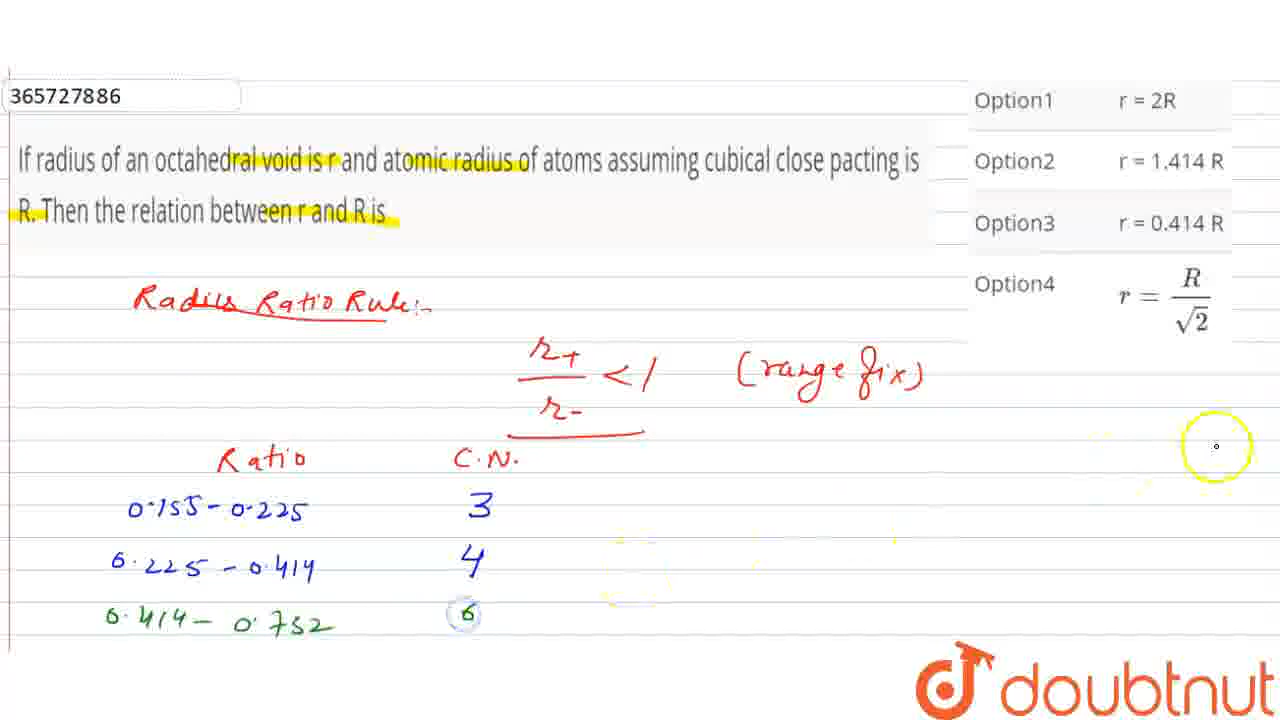 365727886
If radius of an octahedral void is r and atomic radius of atoms assuming cubical close pacting is
R. Then the relation between r and R is
Option1 r = 2R
Option2 r = 1.414 R
Option3 r = 0.414 R
Option4 r = R/√2
Radius Ratio Rule:-
r+/r- < 1 (range fix)
Ratio C.N.
0.155 - 0.225 3
0.225 - 0.414 4
0.414 - 0.732 6
doubtnut